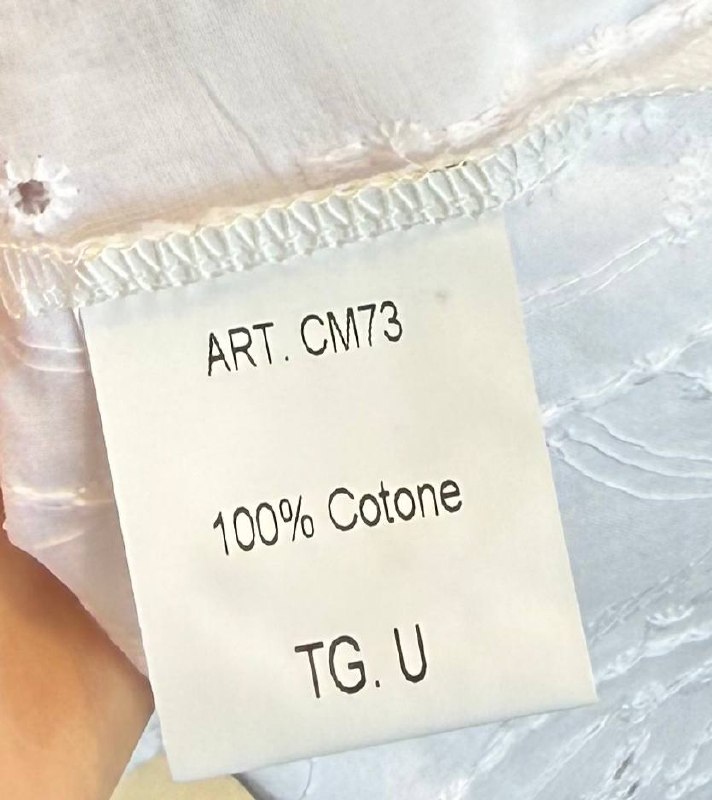 ART. CM73
100% Cotone
TG. U